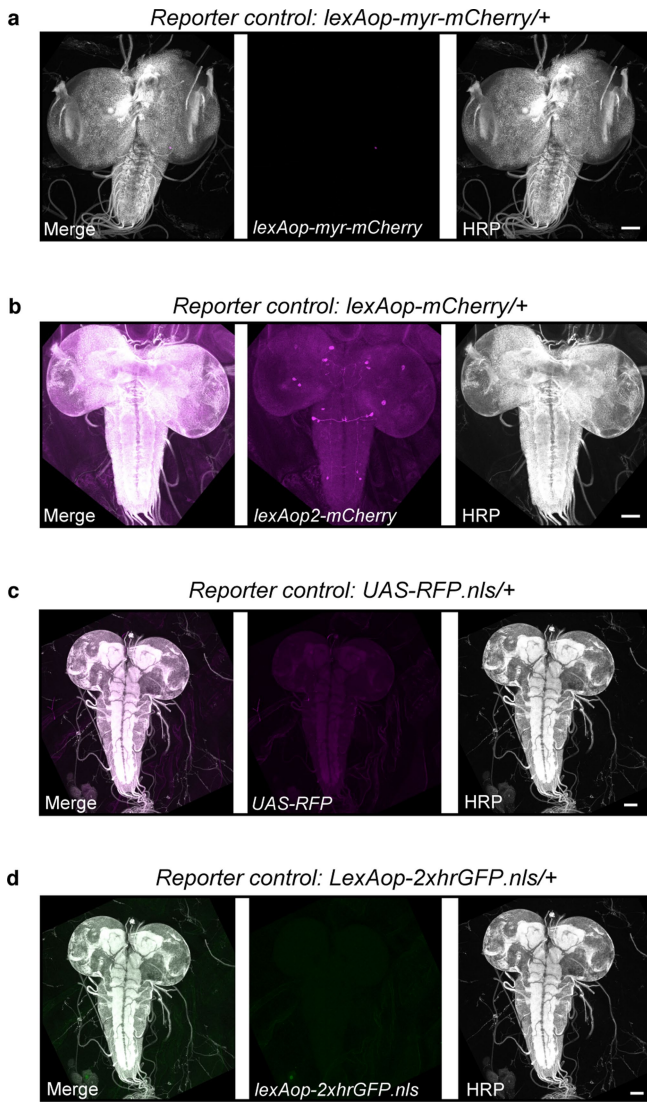 a
Reporter control: lexAop-myr-mCherry/+
Merge
lexAop-myr-mCherry
HRP
b
Reporter control: lexAop-mCherry/+
Merge
lexAop2-mCherry
HRP
c
Reporter control: UAS-RFP.nls/+
Merge
UAS-RFP
HRP
d
Reporter control: LexAop-2xhrGFP.nls/+
Merge
lexAop-2xhrGFP.nls
HRP